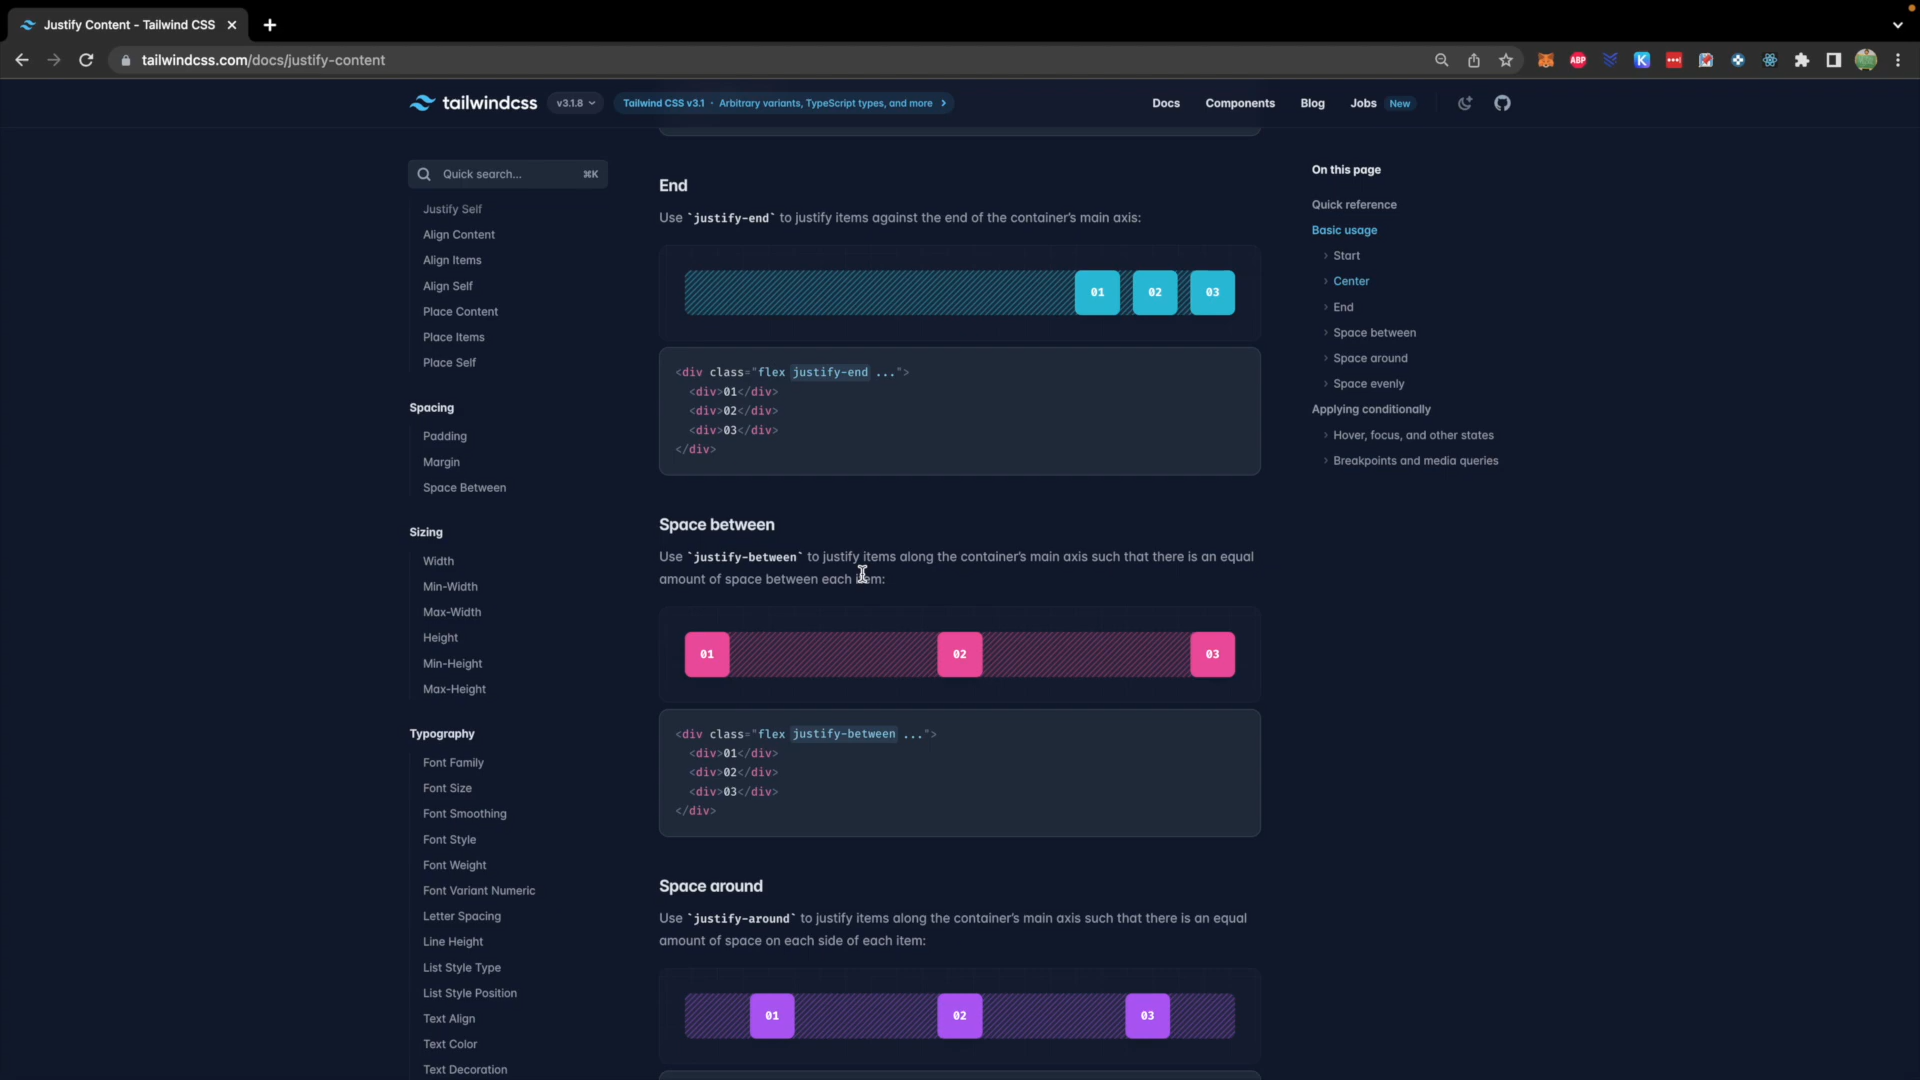 Justify Content - Tailwind CSS
tailwindcss.com/docs/justify-content
ABP
K
tailwindcss
v3.1.8
Tailwind CSS v3.1 · Arbitrary variants, TypeScript types, and more
Docs
Components
Blog
Jobs
New
Quick search...
⌘K
Justify Self
Align Content
Align Items
Align Self
Place Content
Place Items
Place Self
Spacing
Padding
Margin
Space Between
Sizing
Width
Min-Width
Max-Width
Height
Min-Height
Max-Height
Typography
Font Family
Font Size
Font Smoothing
Font Style
Font Weight
Font Variant Numeric
Letter Spacing
Line Height
List Style Type
List Style Position
Text Align
Text Color
Text Decoration
End
Use `justify-end` to justify items against the end of the container’s main axis:
01
02
03
<div class="flex justify-end ...">
<div>01</div>
<div>02</div>
<div>03</div>
</div>
Space between
Use `justify-between` to justify items along the container’s main axis such that there is an equal
amount of space between each item:
01
02
03
<div class="flex justify-between ...">
<div>01</div>
<div>02</div>
<div>03</div>
</div>
Space around
Use `justify-around` to justify items along the container’s main axis such that there is an equal
amount of space on each side of each item:
01
02
03
On this page
Quick reference
Basic usage
Start
Center
End
Space between
Space around
Space evenly
Applying conditionally
Hover, focus, and other states
Breakpoints and media queries